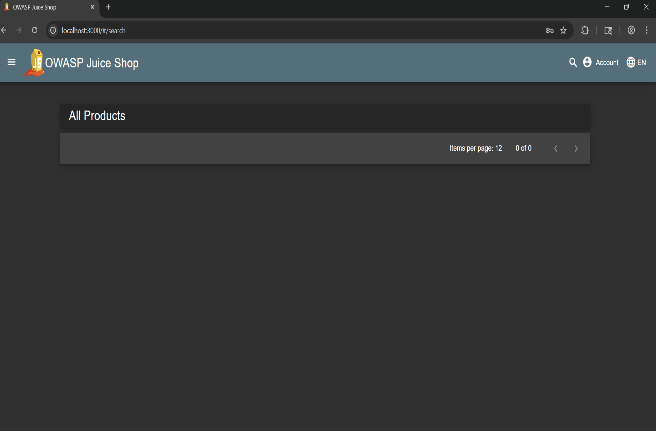 OWASP Juice Shop
localhost:3000/#/search
OWASP Juice Shop
Account
EN
All Products
Items per page: 12
0 of 0